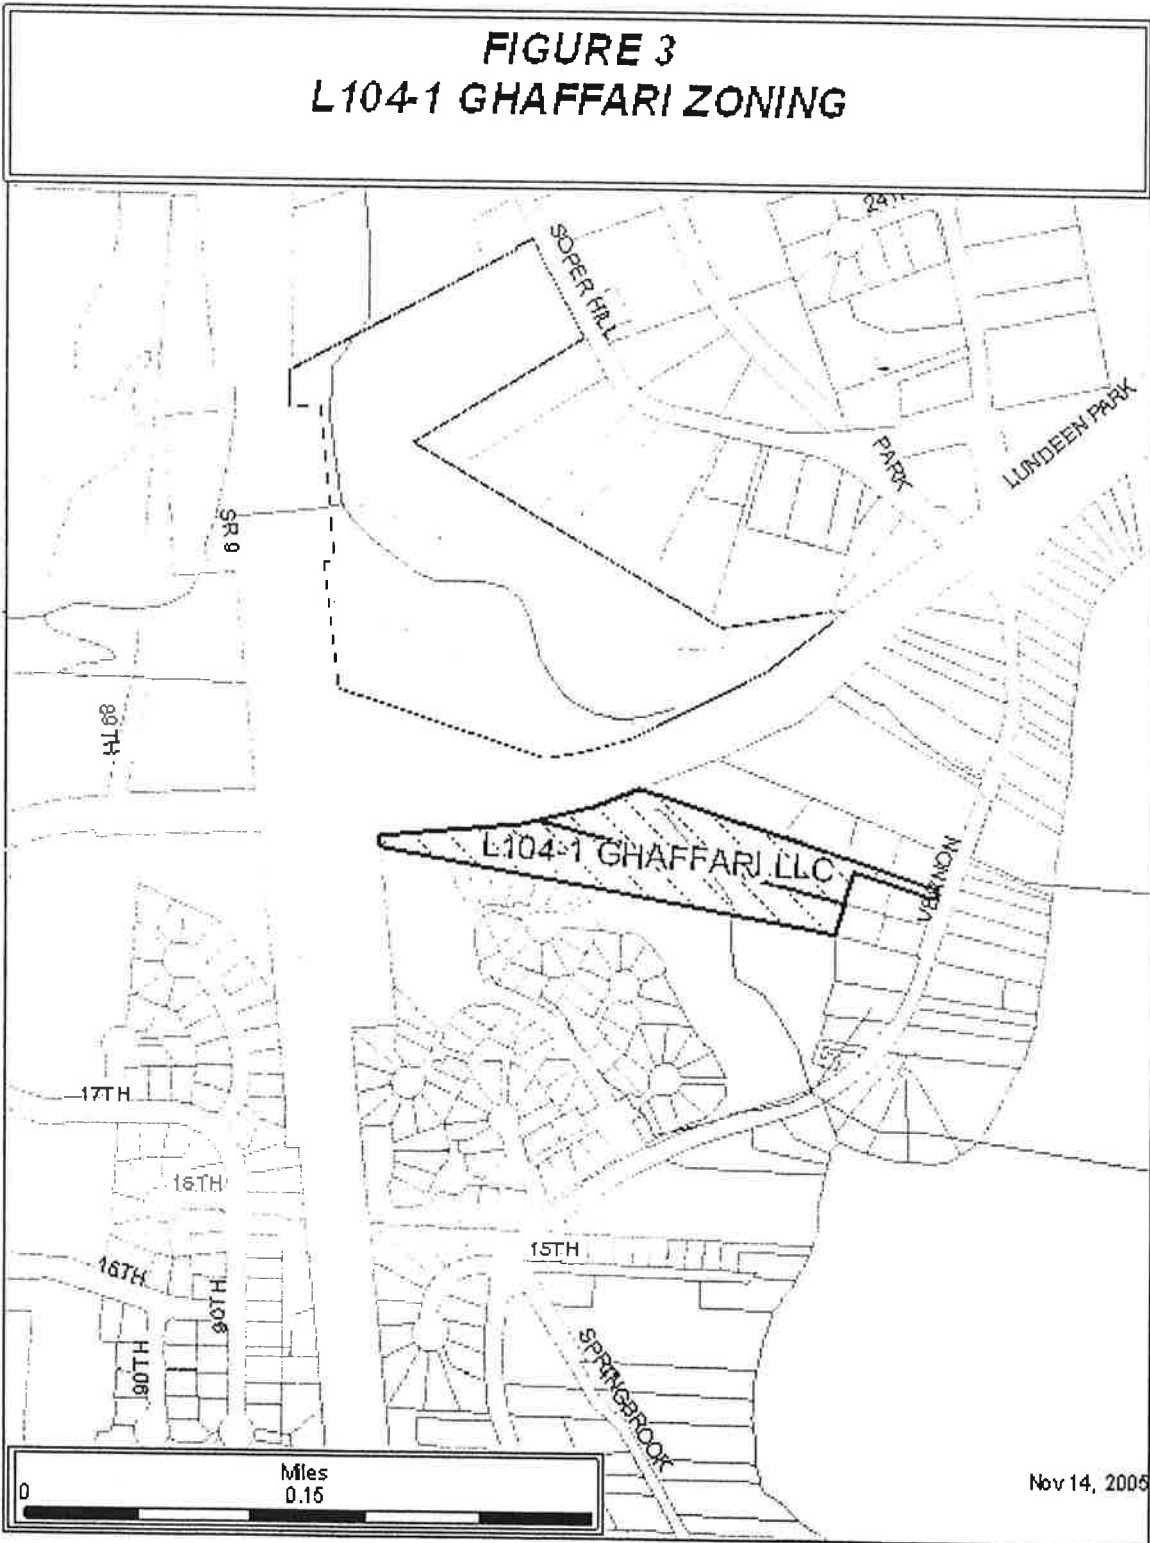 FIGURE 3
L104-1 GHAFFARI ZONING
SOPER HILL
PARK
LUNDEEN PARK
SR 9
89TH
L104-1 GHAFFARI LLC
VERNON
17TH
16TH
15TH
16TH
90TH
90TH
SPRINGBROOK
Miles
0
0.15
Nov 14, 2005